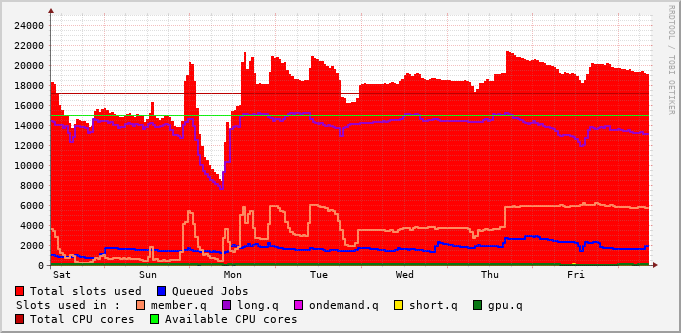 24000
22000
20000
18000
16000
14000
12000
10000
8000
6000
4000
2000
0
Sat Sun Mon Tue Wed Thu Fri
RRDTOOL / TOBI OETIKER
Total slots used Queued Jobs
Slots used in : member.q long.q ondemand.q short.q gpu.q
Total CPU cores Available CPU cores